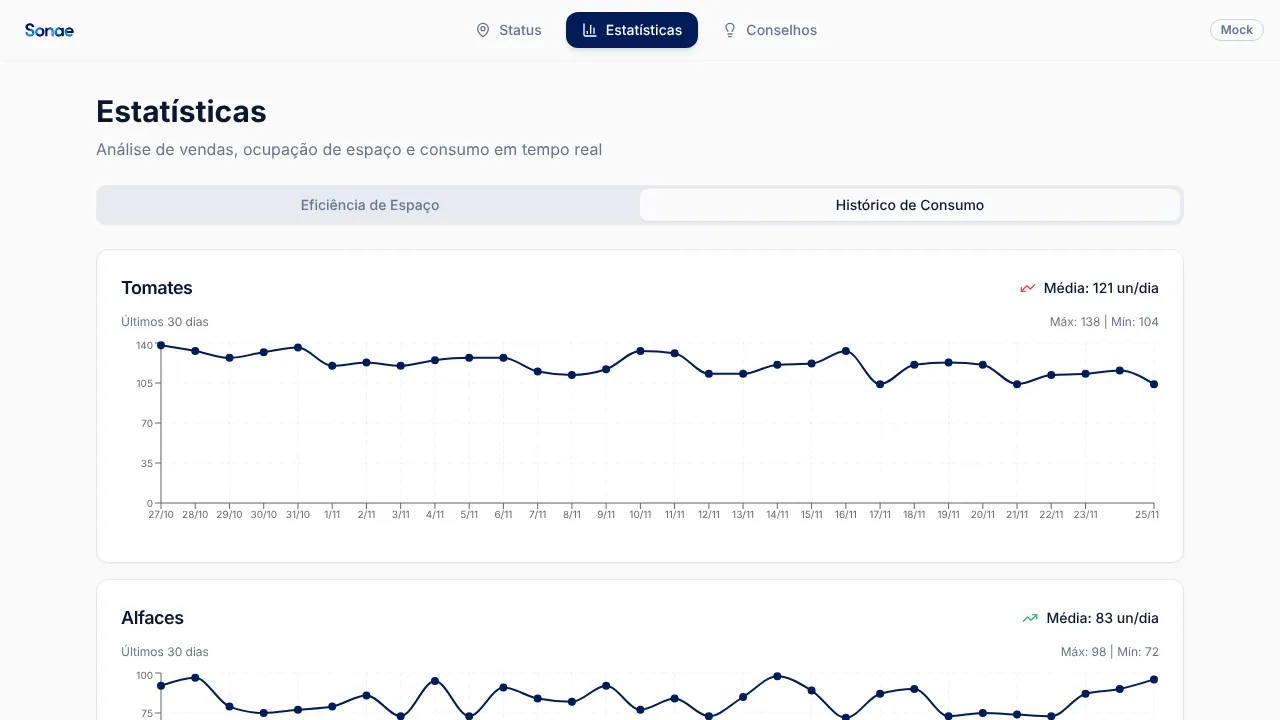 Sonae
Status
Estatísticas
Conselhos
Mock
Estatísticas
Análise de vendas, ocupação de espaço e consumo em tempo real
Eficiência de Espaço
Histórico de Consumo
Tomates
Média: 121 un/dia
Últimos 30 dias
Máx: 138 | Mín: 104
140
105
70
35
0
27/10 28/10 29/10 30/10 31/10 1/11 2/11 3/11 4/11 5/11 6/11 7/11 8/11 9/11 10/11 11/11 12/11 13/11 14/11 15/11 16/11 17/11 18/11 19/11 20/11 21/11 22/11 23/11 25/11
Alfaces
Média: 83 un/dia
Últimos 30 dias
Máx: 98 | Mín: 72
100
75